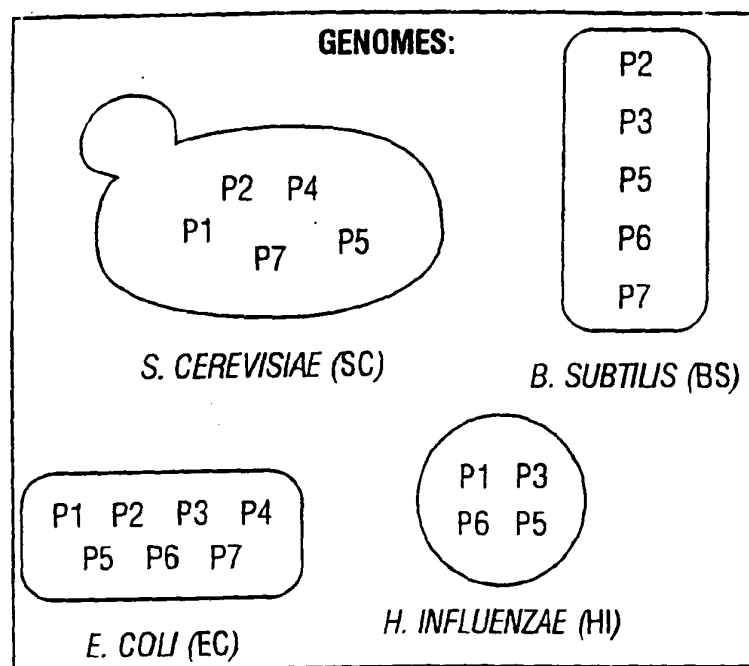 GENOMES:
P2 P4
P1 P7 P5
S. CEREVISIAE (SC)
P2
P3
P5
P6
P7
B. SUBTILIS (BS)
P1 P2 P3 P4
P5 P6 P7
E. COLI (EC)
P1 P3
P6 P5
H. INFLUENZAE (HI)